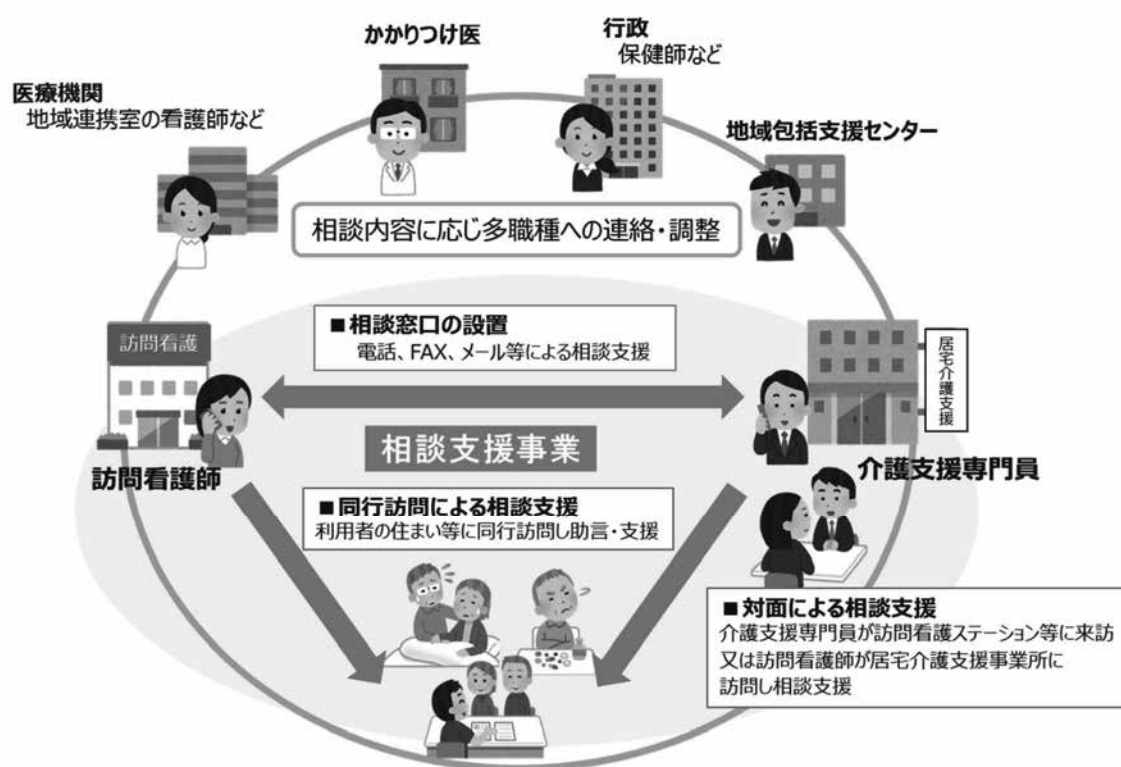 かかりつけ医
行政
保健師など
医療機関
地域連携室の看護師など
地域包括支援センター
相談内容に応じ多職種への連絡・調整
■相談窓口の設置
電話、FAX、メール等による相談支援
訪問看護
居宅介護支援
相談支援事業
訪問看護師
介護支援専門員
■同行訪問による相談支援
利用者の住まい等に同行訪問し助言・支援
■対面による相談支援
介護支援専門員が訪問看護ステーション等に来訪
又は訪問看護師が居宅介護支援事業所に
訪問し相談支援